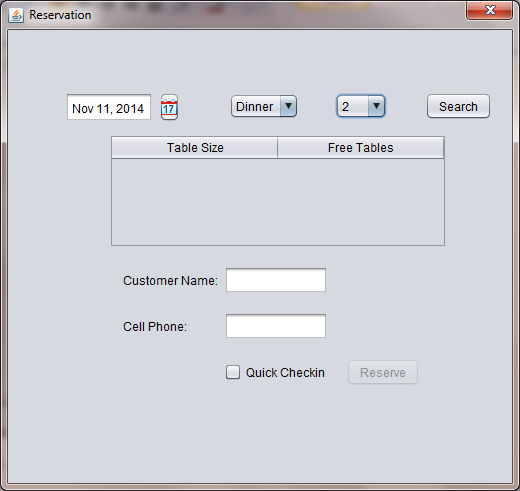 Reservation
Nov 11, 2014 17 Dinner 2 Search
Table Size Free Tables
Customer Name:
Cell Phone:
Quick Checkin Reserve